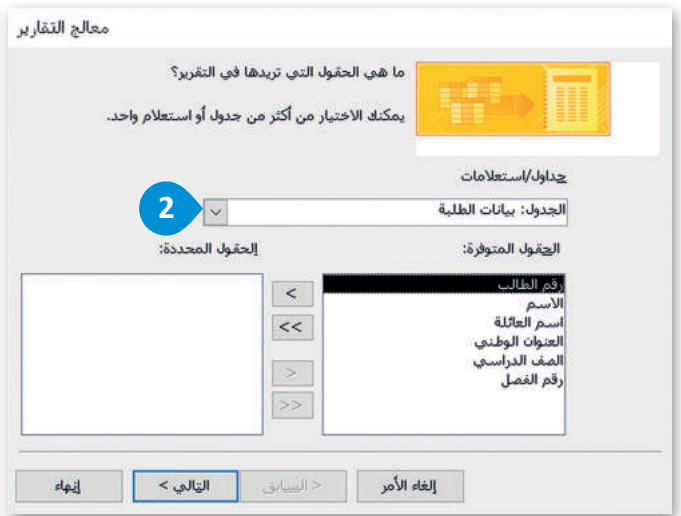 معالج التقارير
ما هي الحقول التي تريدها في التقرير؟
يمكنك الاختيار من أكثر من جدول أو استعلام واحد.
جداول/استعلامات
الجدول: بيانات الطلبة
2
الحقول المتوفرة:
الحقول المحددة:
رقم الطالب
الاسم
اسم العائلة
العنوان الوطني
الصف الدراسي
رقم الفصل
<
<<
>
>>
إلغاء الأمر
< السابق
التالي >
إنهاء